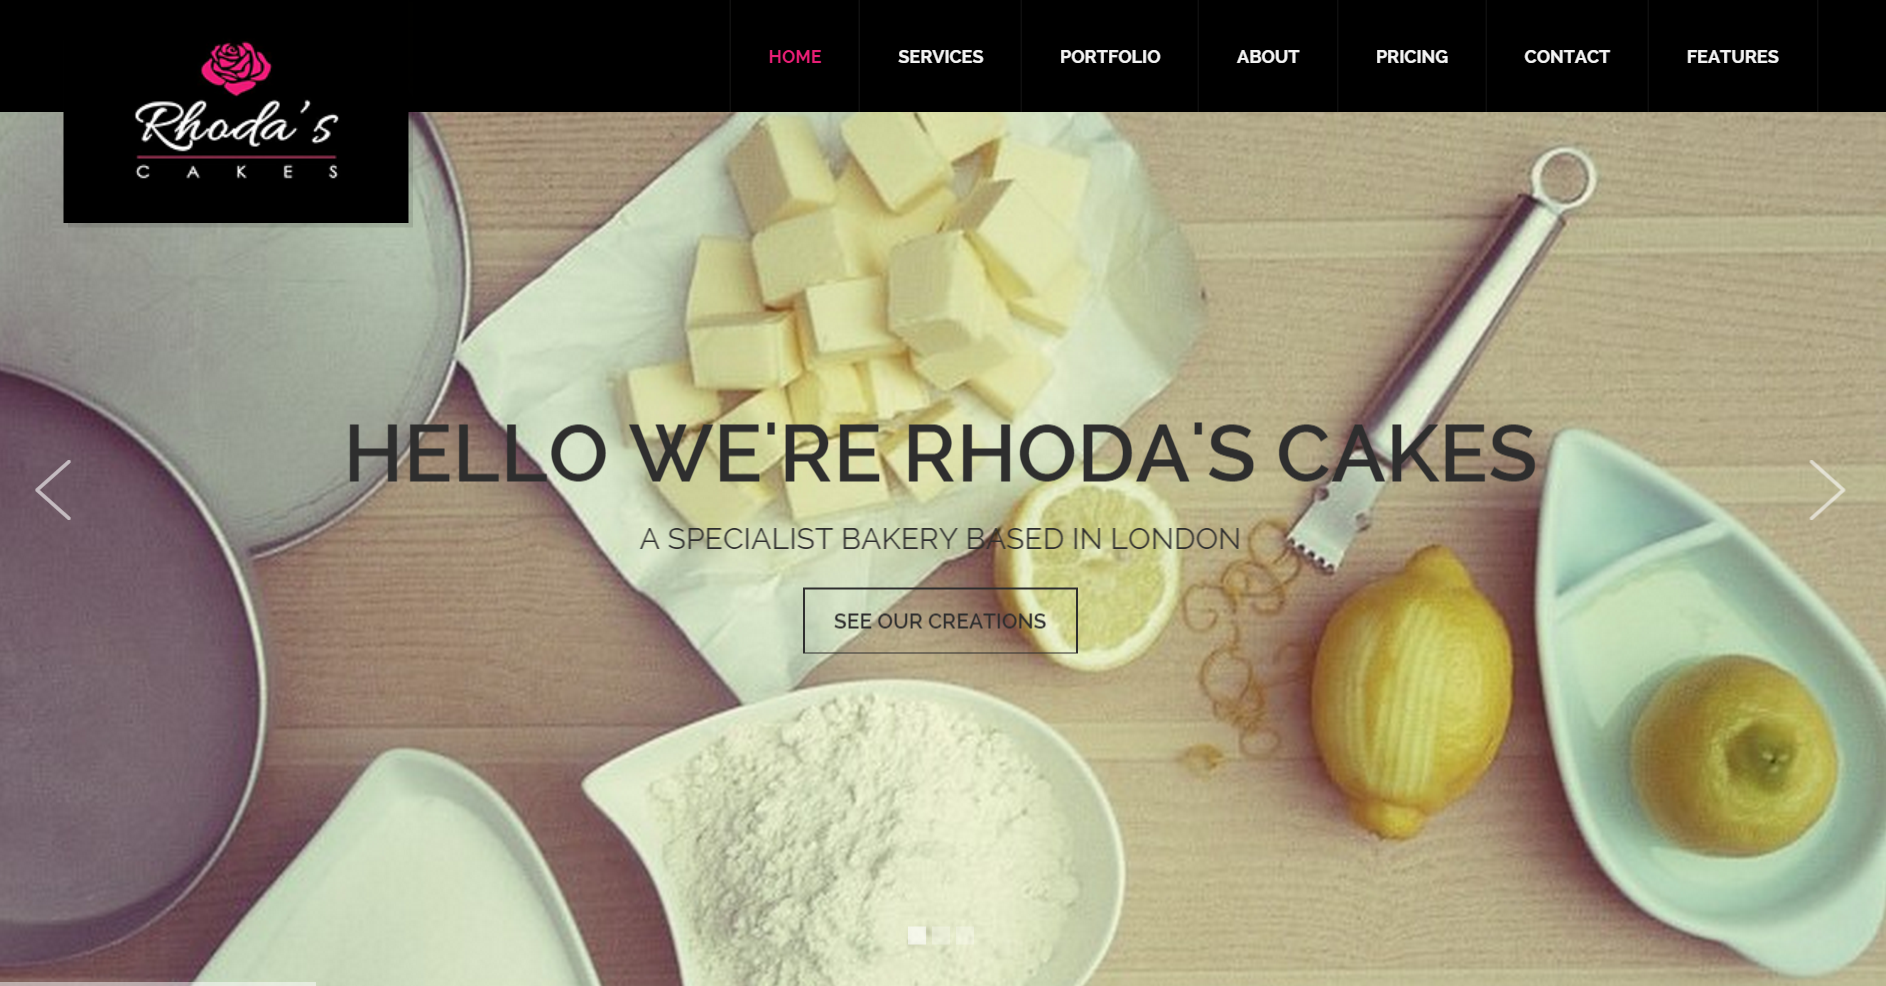 Rhoda's
CAKES
HOME SERVICES PORTFOLIO ABOUT PRICING CONTACT FEATURES
HELLO WE'RE RHODA'S CAKES
A SPECIALIST BAKERY BASED IN LONDON
SEE OUR CREATIONS